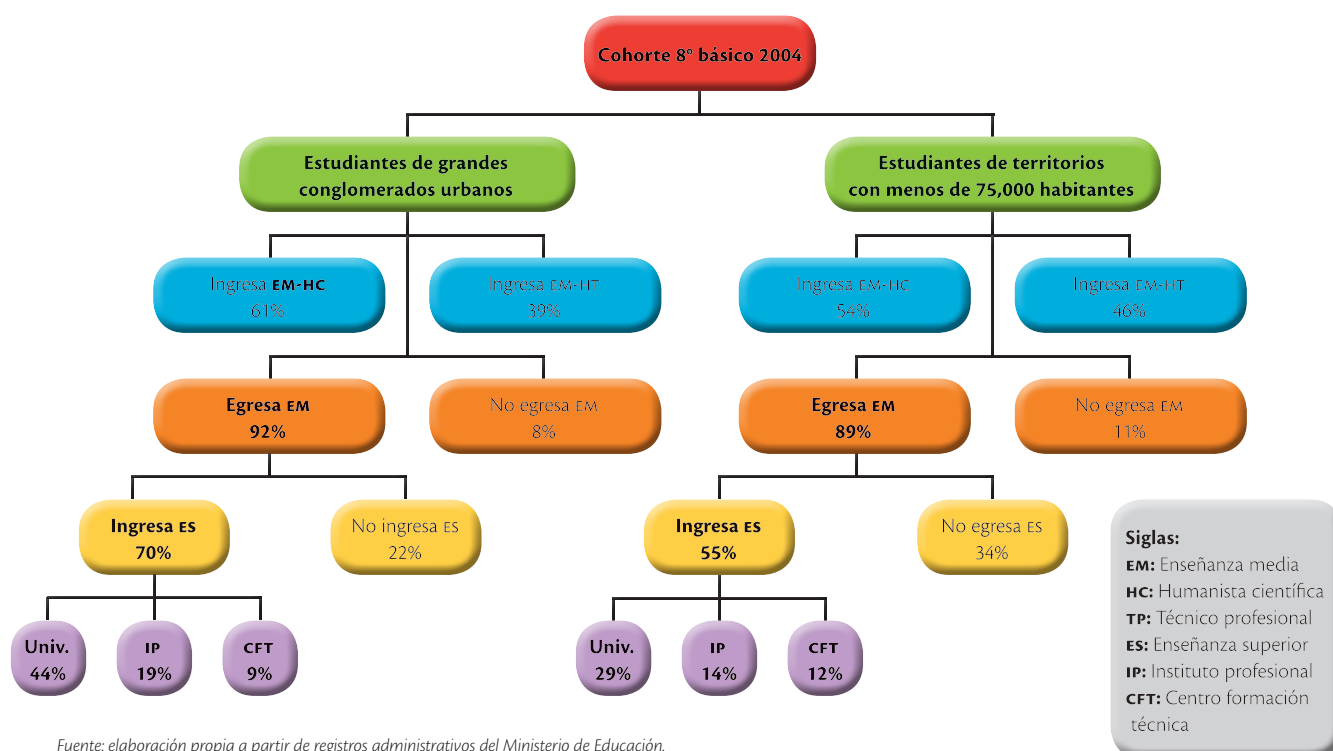 Cohorte 8º básico 2004
Estudiantes de grandes
conglomerados urbanos
Estudiantes de territorios
con menos de 75,000 habitantes
Ingresa EM-HC
61%
Ingresa EM-HT
39%
Ingresa EM-HC
54%
Ingresa EM-HT
46%
Egresa EM
92%
No egresa EM
8%
Egresa EM
89%
No egresa EM
11%
Ingresa ES
70%
No ingresa ES
22%
Ingresa ES
55%
No egresa ES
34%
Univ.
44%
IP
19%
CFT
9%
Univ.
29%
IP
14%
CFT
12%
Siglas:
EM: Enseñanza media
HC: Humanista científica
TP: Técnico profesional
ES: Enseñanza superior
IP: Instituto profesional
CFT: Centro formación
técnica
Fuente: elaboración propia a partir de registros administrativos del Ministerio de Educación.